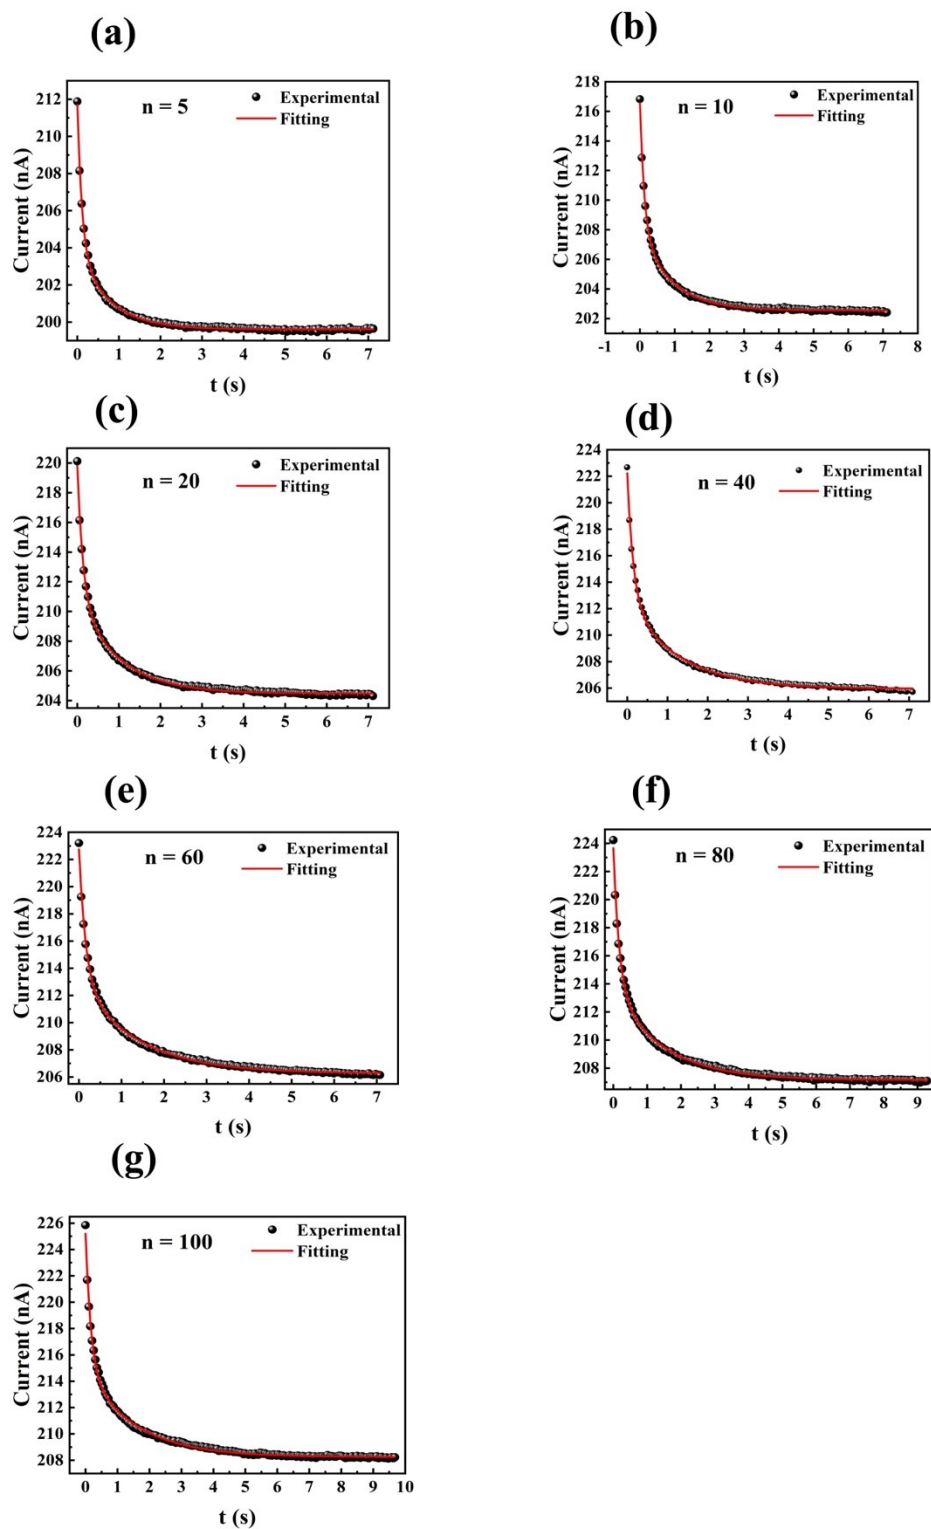 (a)
n = 5
Experimental
Fitting
Current (nA)
212
210
208
206
204
202
200
0 1 2 3 4 5 6 7
t (s)
(b)
n = 10
Experimental
Fitting
Current (nA)
218
216
214
212
210
208
206
204
202
-1 0 1 2 3 4 5 6 7 8
t (s)
(c)
n = 20
Experimental
Fitting
Current (nA)
220
218
216
214
212
210
208
206
204
0 1 2 3 4 5 6 7
t (s)
(d)
n = 40
Experimental
Fitting
Current (nA)
224
222
220
218
216
214
212
210
208
206
0 1 2 3 4 5 6 7
t (s)
(e)
n = 60
Experimental
Fitting
Current (nA)
224
222
220
218
216
214
212
210
208
206
0 1 2 3 4 5 6 7
t (s)
(f)
n = 80
Experimental
Fitting
Current (nA)
224
222
220
218
216
214
212
210
208
0 1 2 3 4 5 6 7 8 9
t (s)
(g)
n = 100
Experimental
Fitting
Current (nA)
226
224
222
220
218
216
214
212
210
208
0 1 2 3 4 5 6 7 8 9 10
t (s)